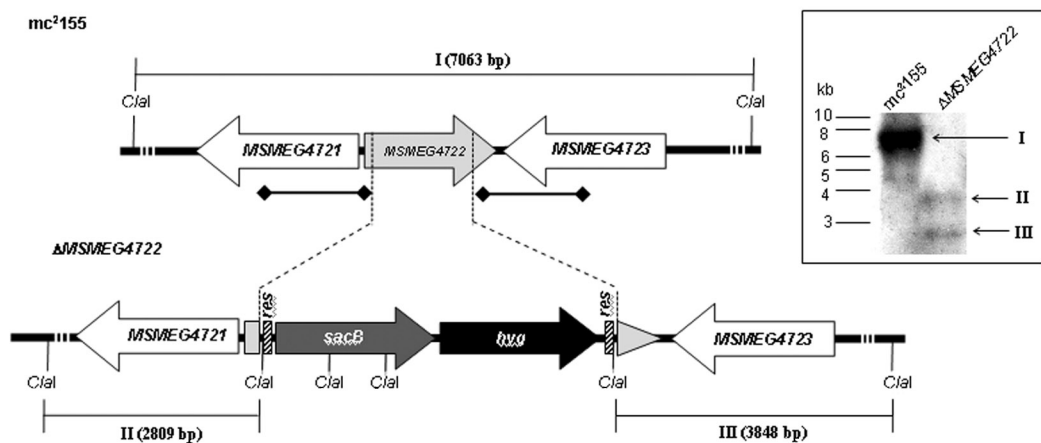 mc²155
I (7063 bp)
ClaI ClaI
MSMEG4721 MSMEG4722 MSMEG4723
kb
mc²155 ΔMSMEG4722
10
8
6
5
4
3
I
II
III
ΔMSMEG4722
res res
MSMEG4721 sacB hyg MSMEG4723
ClaI ClaI ClaI ClaI ClaI ClaI
II (2809 bp) III (3848 bp)